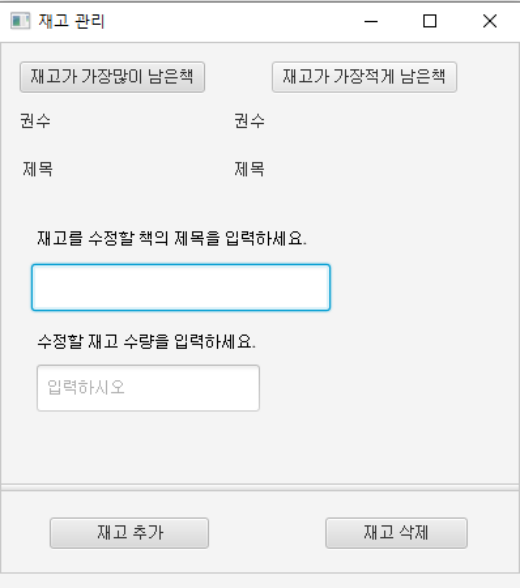 재고 관리
재고가 가장많이 남은책 재고가 가장적게 남은책
권수 권수
제목 제목
재고를 수정할 책의 제목을 입력하세요.
수정할 재고 수량을 입력하세요.
입력하시오
재고 추가 재고 삭제